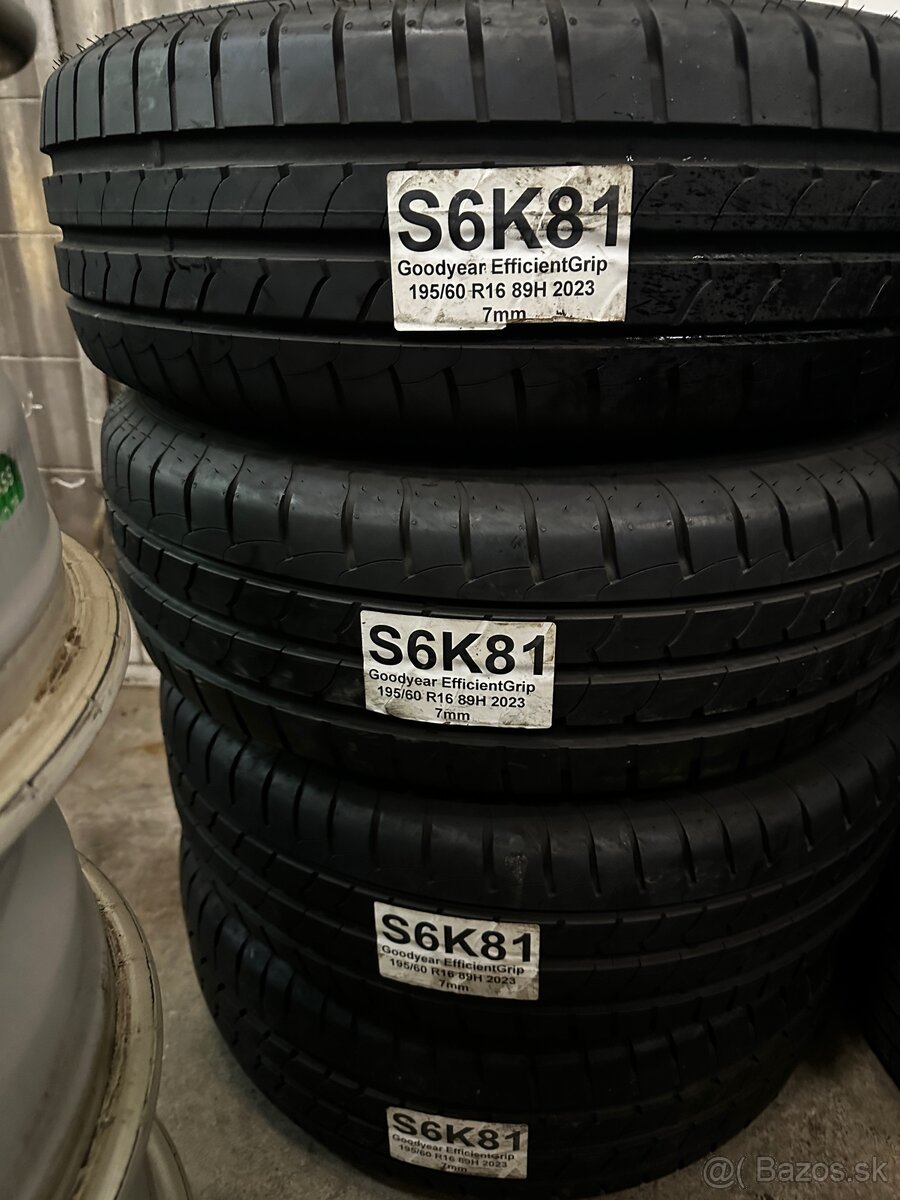 S6K81
Goodyear EfficientGrip
195/60 R16 89H 2023
7mm
S6K81
Goodyear EfficientGrip
195/60 R16 89H 2023
7mm
S6K81
Goodyear EfficientGrip
195/60 R16 89H 2023
7mm
S6K81
Goodyear EfficientGrip
195/60 R16 89H 2023
7mm
@( Bazos.sk